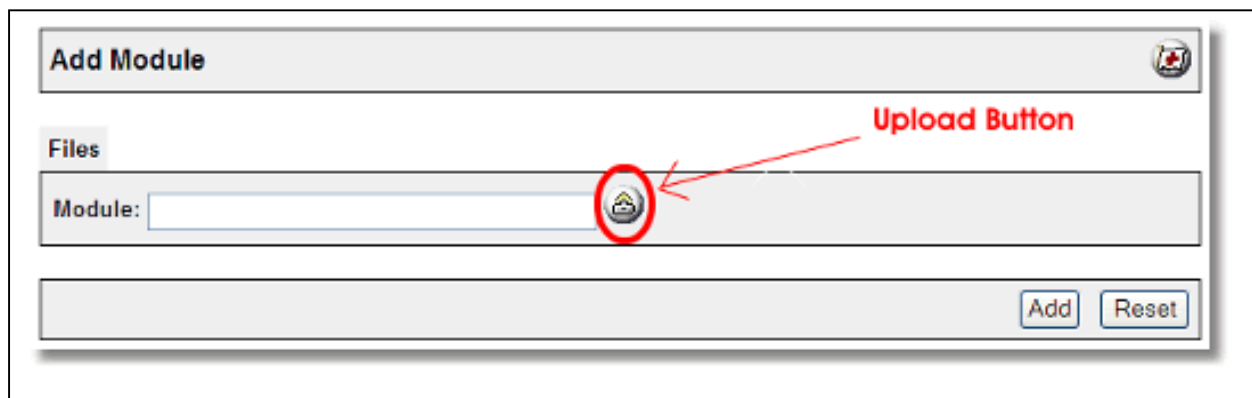 Add Module
Upload Button
Files
Module:
Add Reset